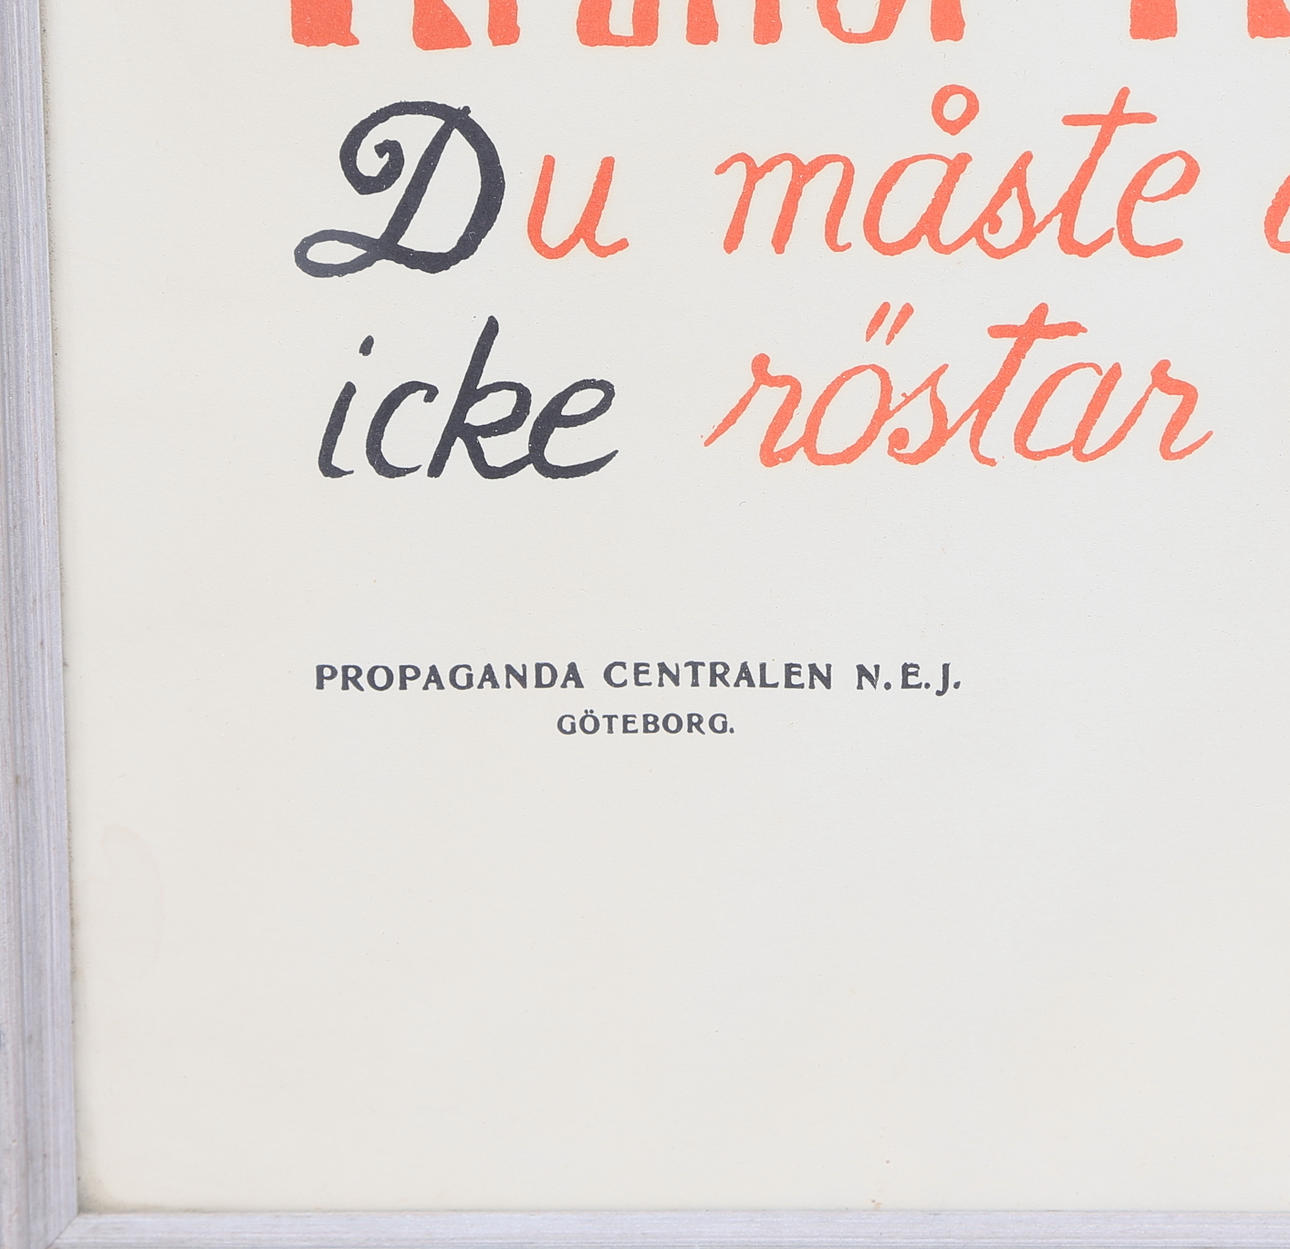 Du måste
icke röstar
PROPAGANDA CENTRALEN N.E.J.
GÖTEBORG.